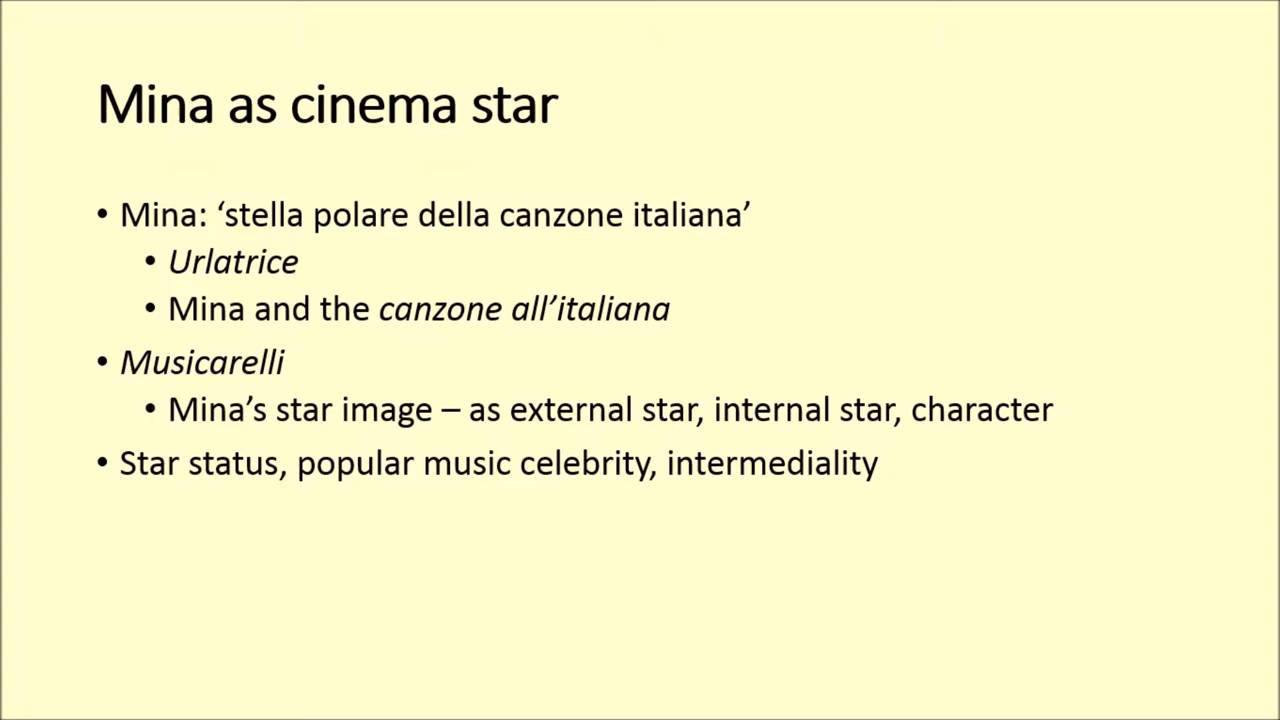 Mina as cinema star
• Mina: ‘stella polare della canzone italiana’
• Urlatrice
• Mina and the canzone all’italiana
• Musicarelli
• Mina’s star image – as external star, internal star, character
• Star status, popular music celebrity, intermediality